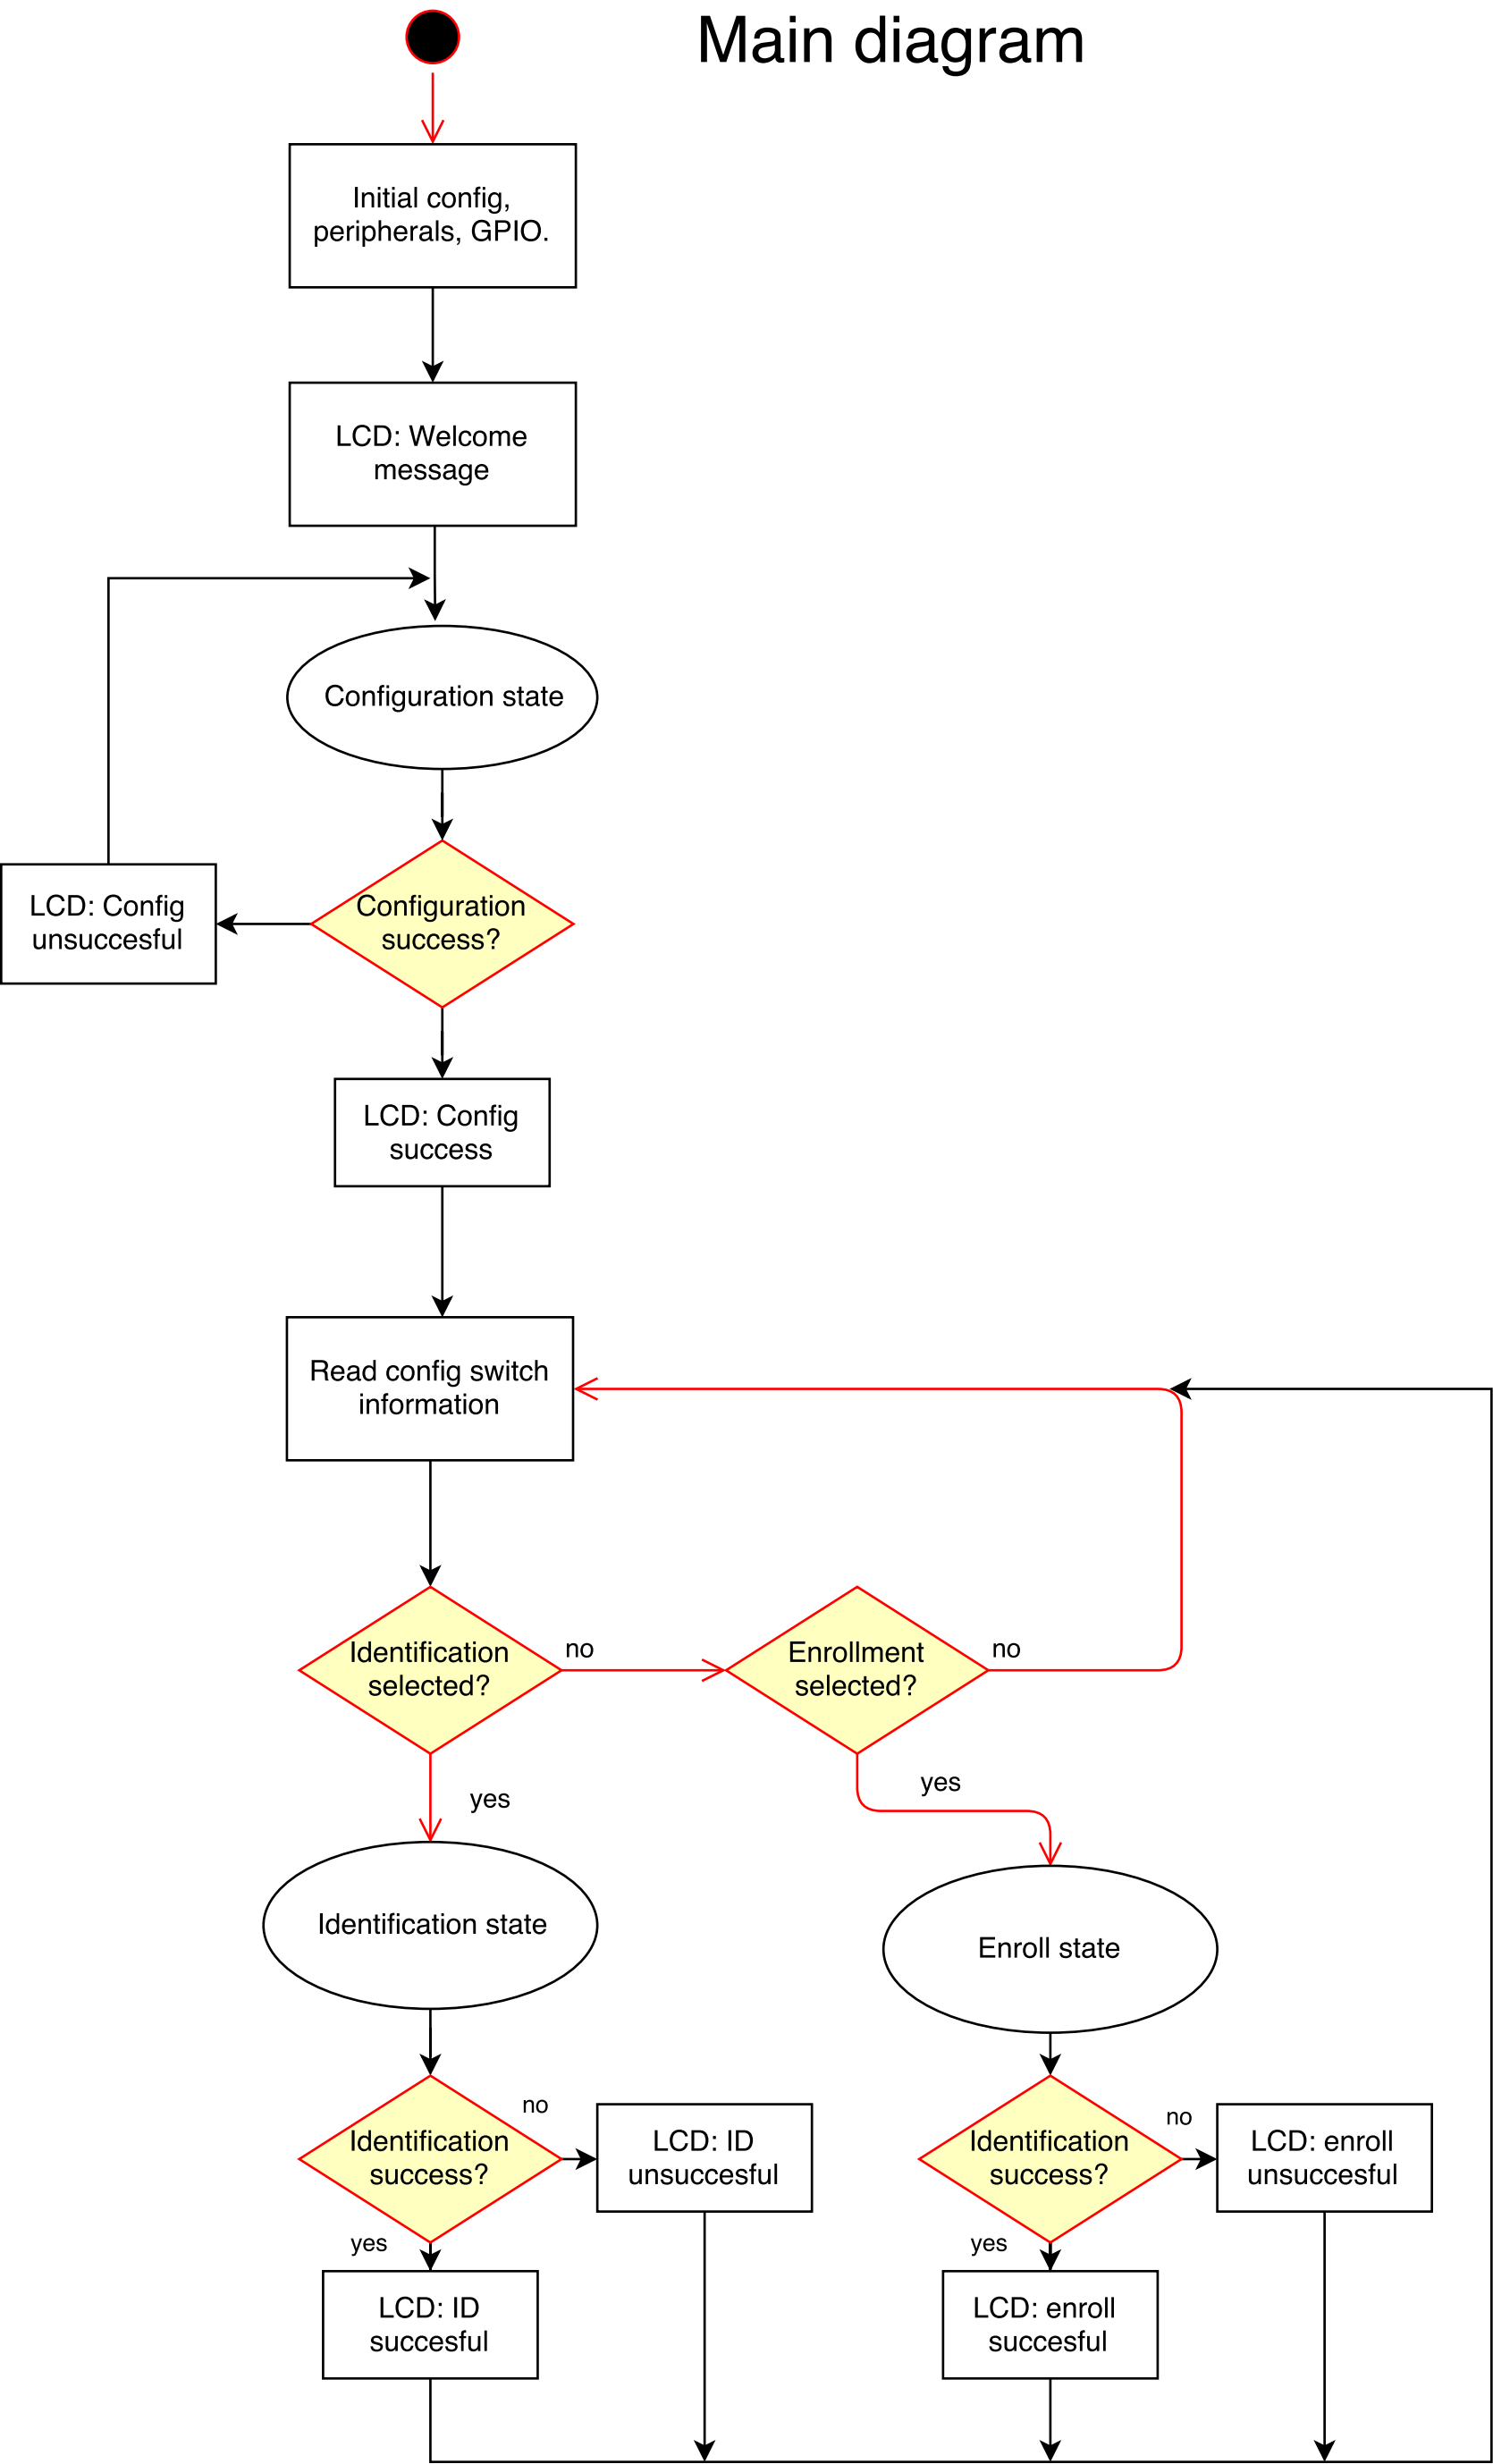 Main diagram
Initial config,
peripherals, GPIO.
LCD: Welcome
message
Configuration state
LCD: Config
unsuccesful
Configuration
success?
LCD: Config
success
Read config switch
information
Identification
selected?
no
Enrollment
selected?
no
yes
yes
Identification state
Enroll state
Identification
success?
no
LCD: ID
unsuccesful
Identification
success?
no
LCD: enroll
unsuccesful
yes
LCD: ID
succesful
yes
LCD: enroll
succesful